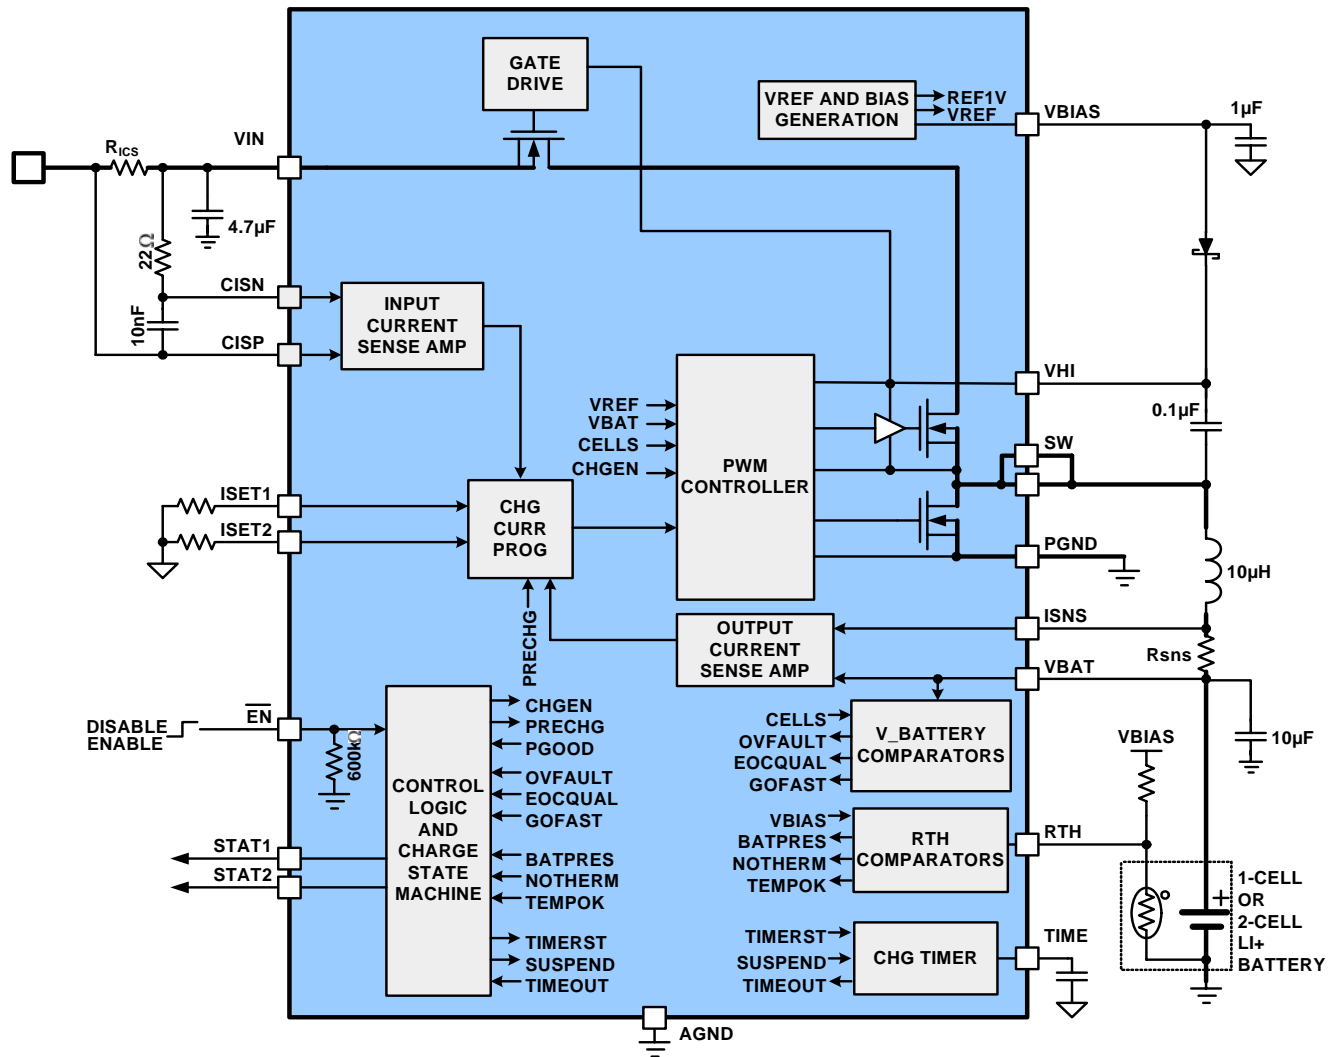 GATE
DRIVE
VREF AND BIAS
GENERATION
REF1V
VREF
VBIAS
1µF
VIN
RICS
4.7µF
22Ω
10nF
CISN
CISP
INPUT
CURRENT
SENSE AMP
VREF
VBAT
CELLS
CHGEN
PWM
CONTROLLER
VHI
0.1µF
SW
ISET1
ISET2
CHG
CURR
PROG
PRECHG
PGND
10µH
OUTPUT
CURRENT
SENSE AMP
ISNS
Rsns
VBAT
10µF
DISABLE
ENABLE
EN
600kΩ
CONTROL
LOGIC
AND
CHARGE
STATE
MACHINE
CHGEN
PRECHG
PGOOD
OVFAULT
EOCQUAL
GOFAST
BATPRES
NOTHERM
TEMPOK
TIMERST
SUSPEND
TIMEOUT
STAT1
STAT2
CELLS
OVFAULT
EOCQUAL
GOFAST
V_BATTERY
COMPARATORS
VBIAS
BATPRES
NOTHERM
TEMPOK
RTH
COMPARATORS
RTH
VBIAS
TIMERST
SUSPEND
TIMEOUT
CHG TIMER
TIME
+
1-CELL
OR
2-CELL
LI+
BATTERY
AGND